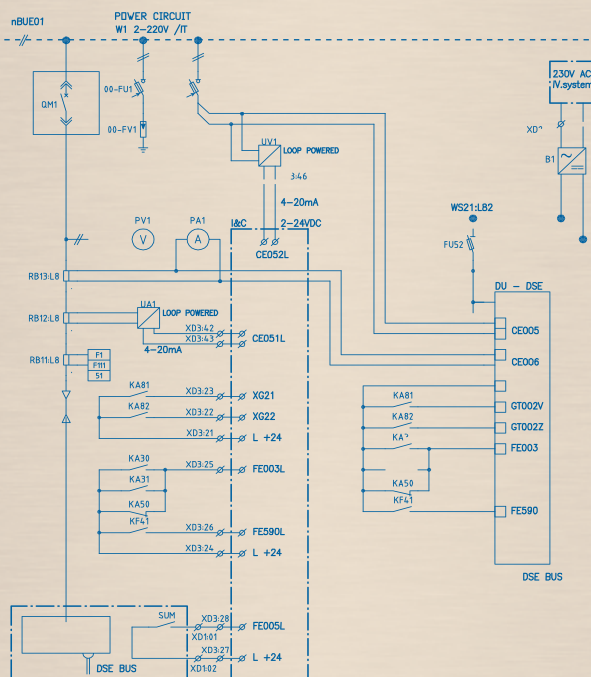 nBUE01
POWER CIRCUIT
W1 2-220V /IT
00-FU1
QM1
00-FV1
230V AC
IV.system
XD
B1
UV1
LOOP POWERED
3:46
4-20mA
I&C
2-24VDC
CE052L
PV1
V
PA1
A
WS21:L82
FU52
DU - DSE
RB13:L8
RB12:L8
RB11:L8
UA1
LOOP POWERED
4-20mA
XD3:42
XD3:43
CE051L
F1
F111
S1
CE005
CE006
KA81
XD3:23
XG21
KA82
XD3:22
XG22
XD3:21
L +24
KA30
XD3:25
FE003L
KA31
KA50
KF41
XD3:26
FE590L
XD3:24
L +24
KA81
GT002V
KA82
GT002Z
FE003
KA50
KF41
FE590
DSE BUS
SUM
XD3:28
FE005L
XD1:01
XD3:27
L +24
XD1:02
DSE BUS